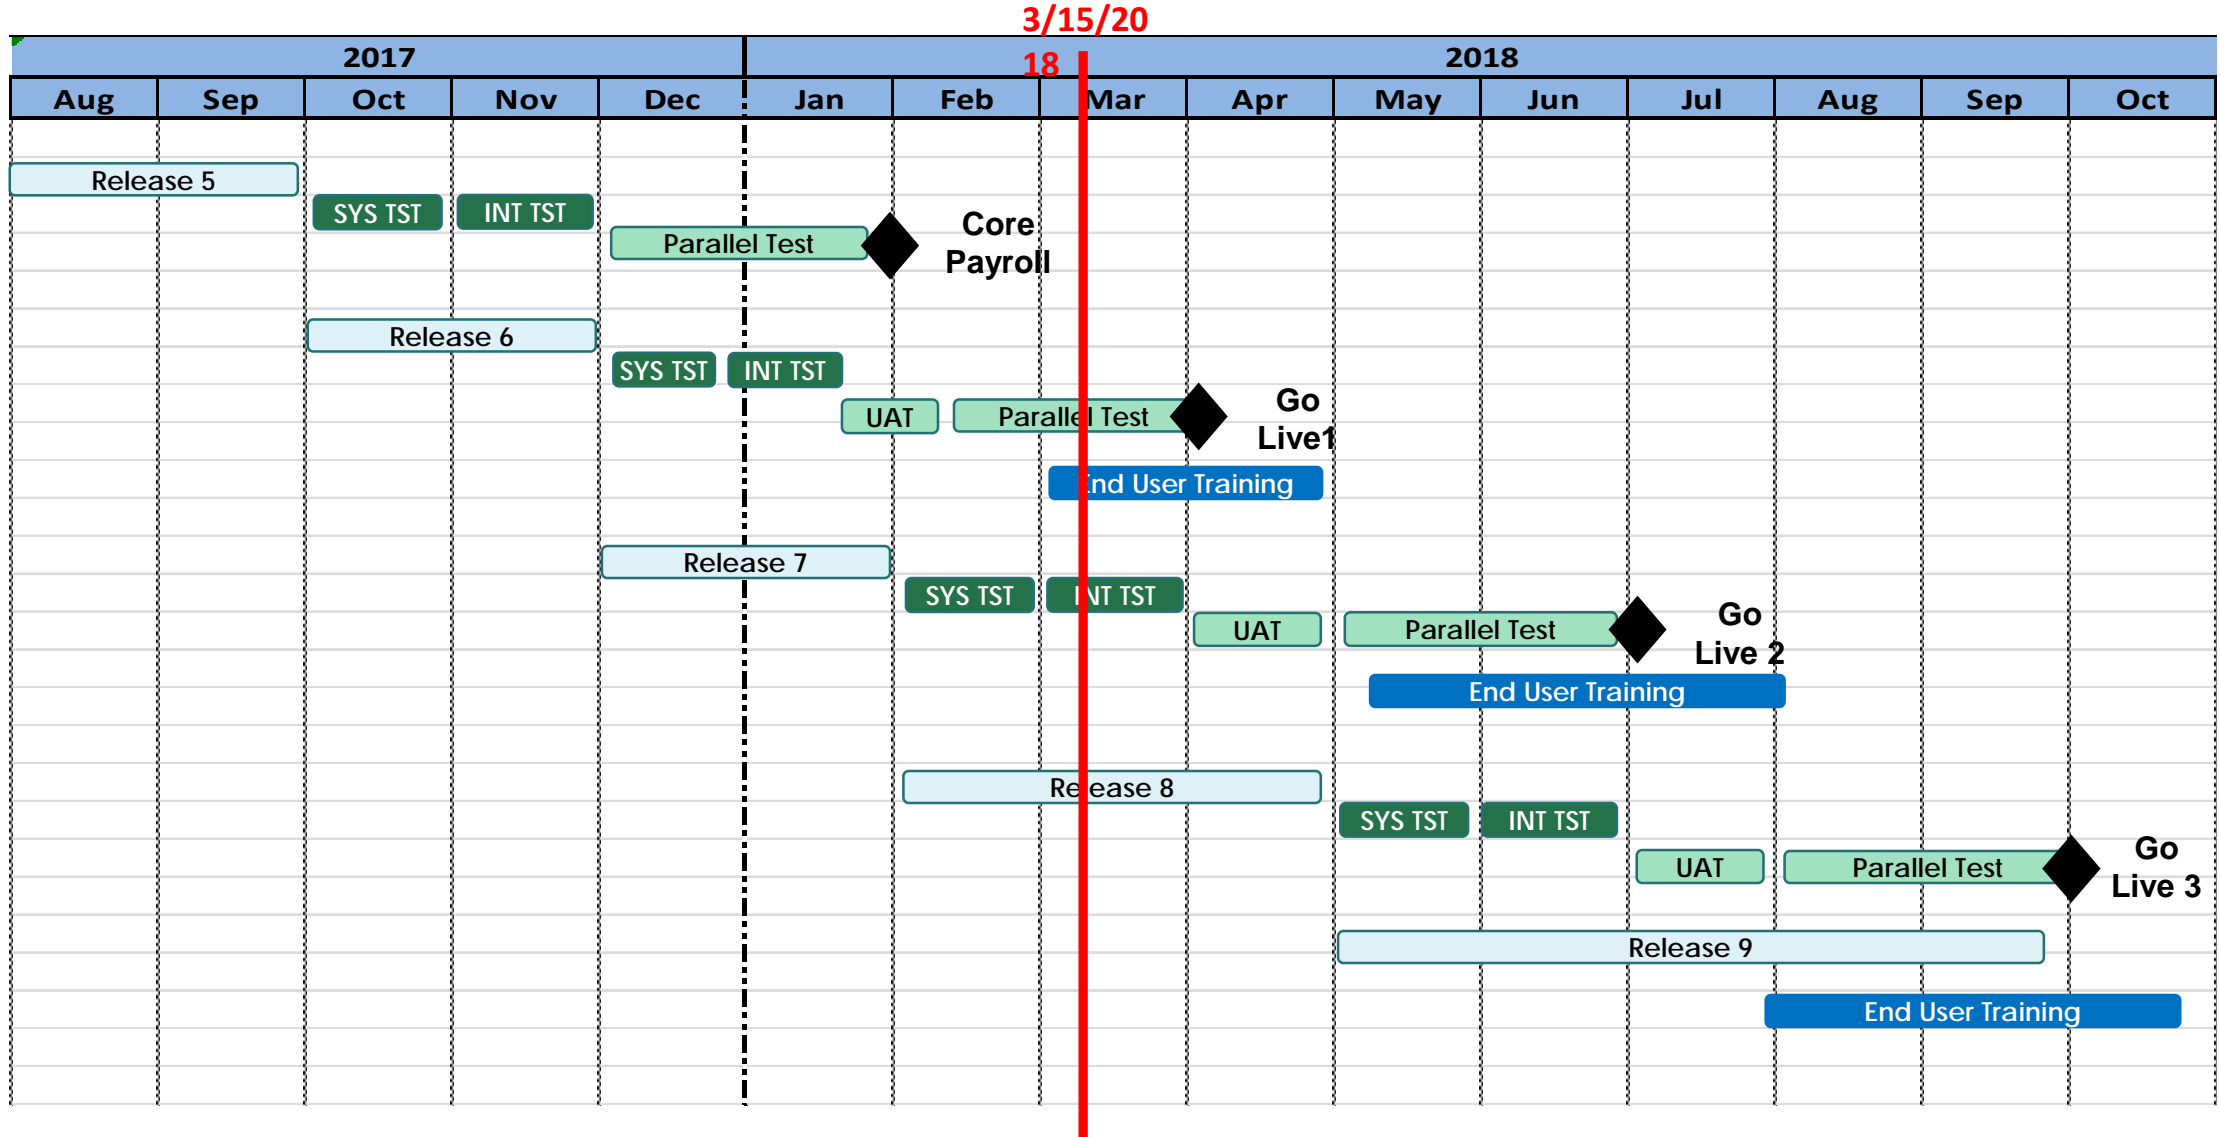 3/15/20
18
2017
2018
Aug Sep Oct Nov Dec Jan Feb Mar Apr May Jun Jul Aug Sep Oct
Release 5
SYS TST INT TST
Parallel Test
Core
Payroll
Release 6
SYS TST INT TST
UAT Parallel Test
Go
Live1
End User Training
Release 7
SYS TST INT TST
UAT Parallel Test
Go
Live 2
End User Training
Release 8
SYS TST INT TST
UAT Parallel Test
Go
Live 3
Release 9
End User Training